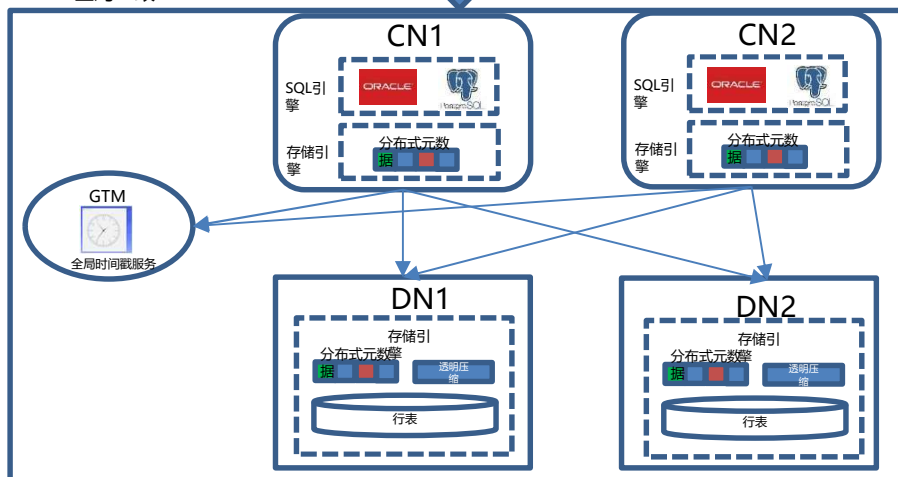 CN1
SQL引
擎
ORACLE
PostgreSQL
存储引
擎
分布式元数
据
CN2
SQL引
擎
ORACLE
PostgreSQL
存储引
擎
分布式元数
据
GTM
全局时间戳服务
DN1
存储引
擎
分布式元数
据
透明压
缩
行表
DN2
存储引
擎
分布式元数
据
透明压
缩
行表